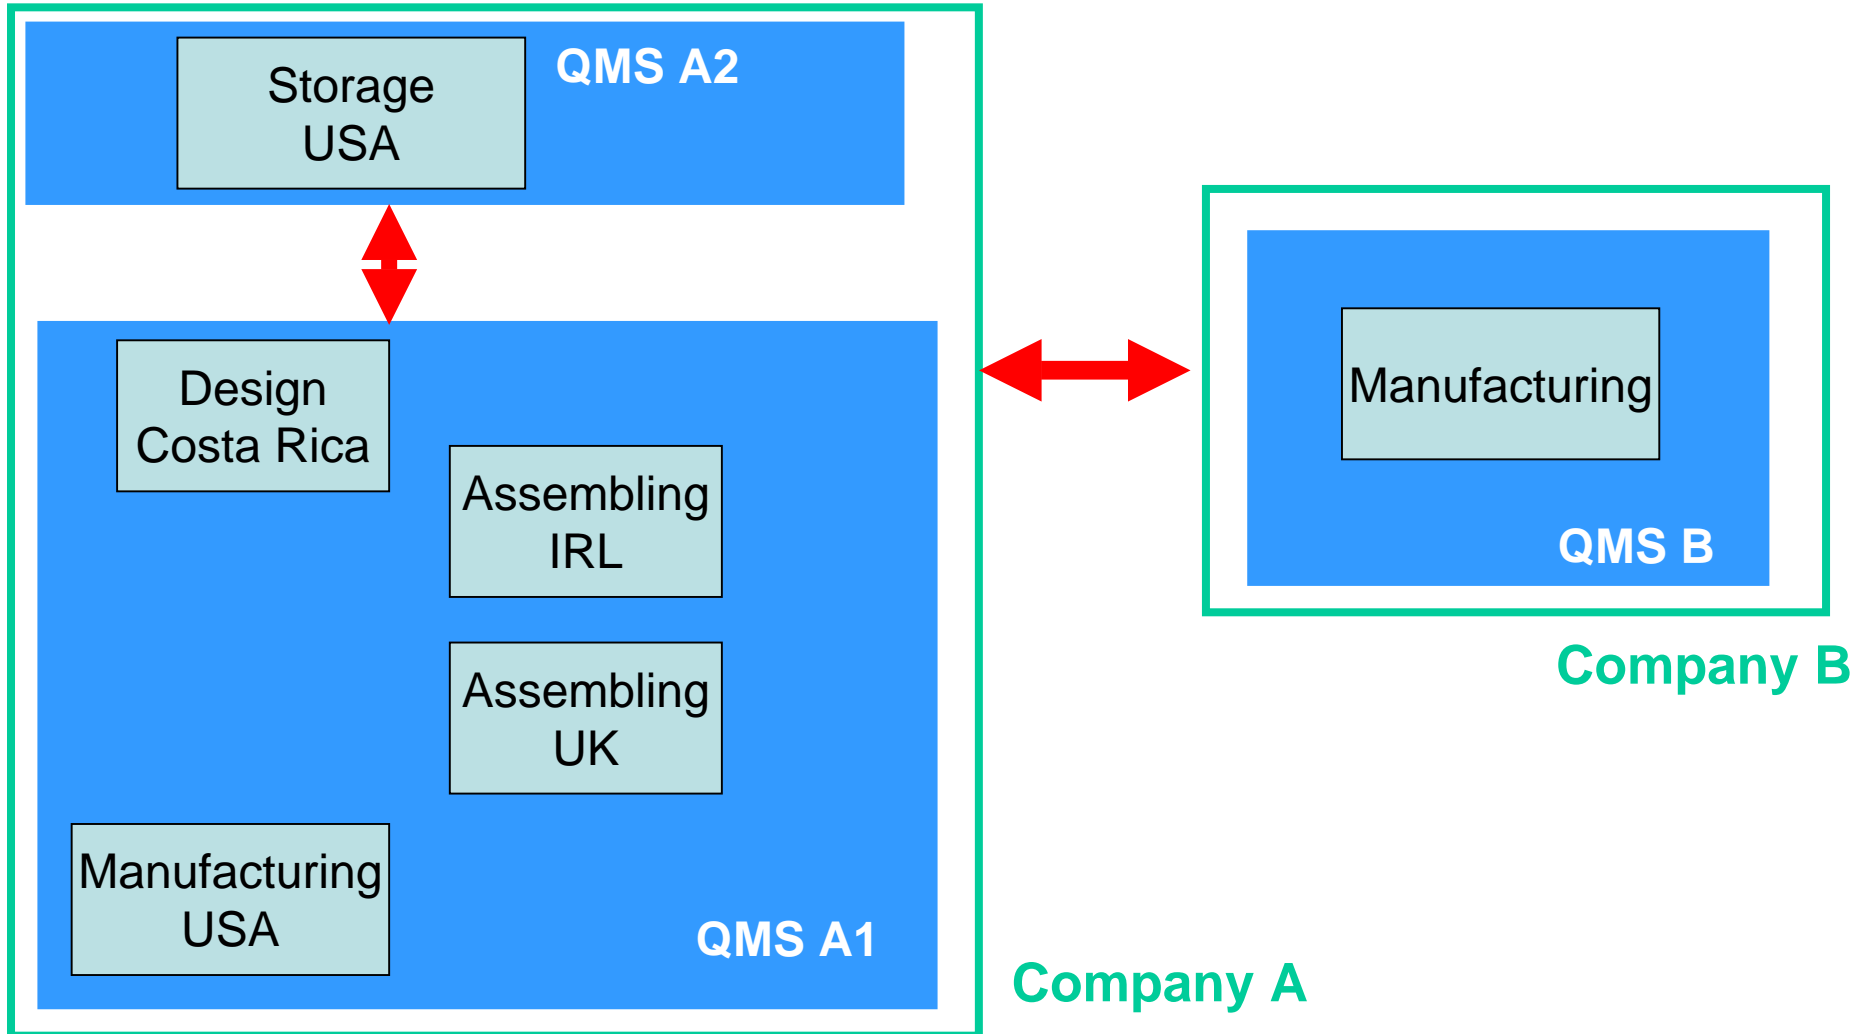 Storage
USA
QMS A2
Design
Costa Rica
Assembling
IRL
Assembling
UK
Manufacturing
USA
QMS A1
Company A
Manufacturing
QMS B
Company B